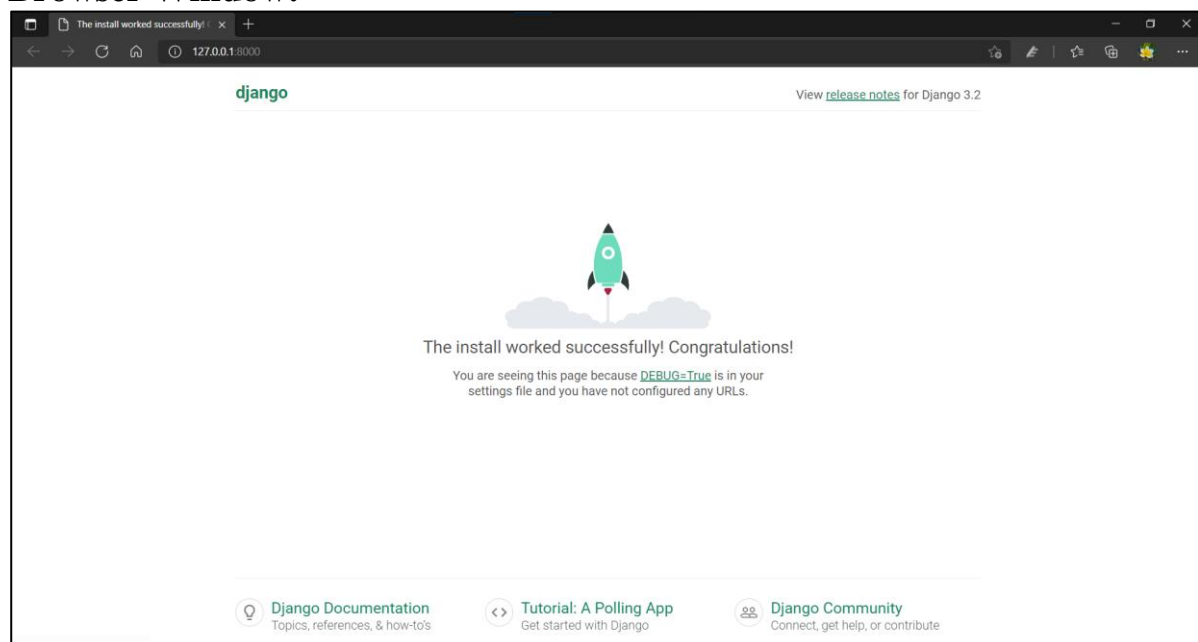 Browser Window:
The install worked successfully! C
127.0.0.1:8000
django
View release notes for Django 3.2
The install worked successfully! Congratulations!
You are seeing this page because DEBUG=True is in your
settings file and you have not configured any URLs.
Django Documentation
Topics, references, & how-to's
Tutorial: A Polling App
Get started with Django
Django Community
Connect, get help, or contribute